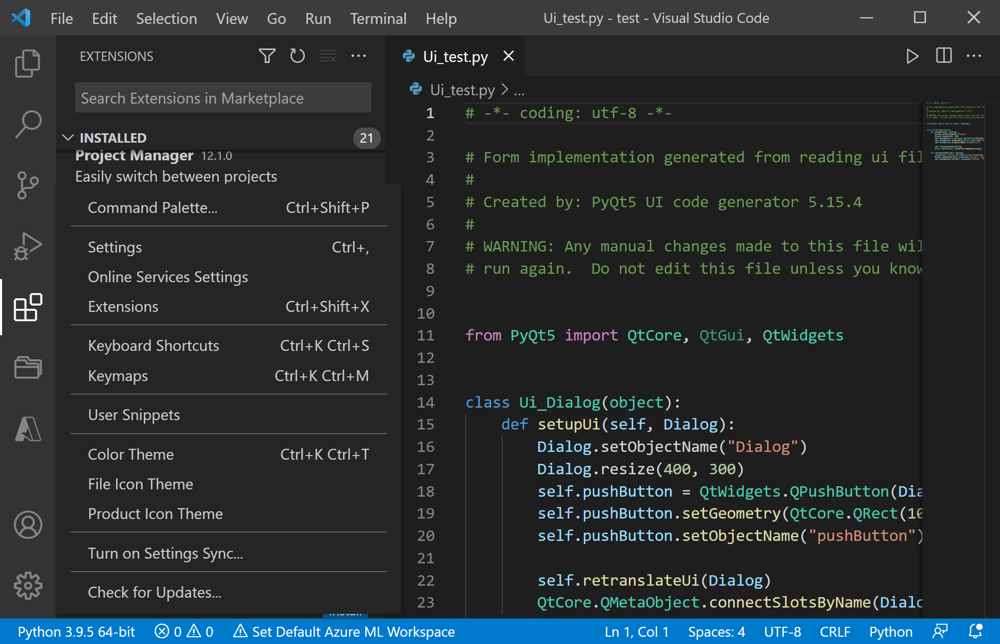 File Edit Selection View Go Run Terminal Help
Ui_test.py - test - Visual Studio Code
EXTENSIONS
Search Extensions in Marketplace
INSTALLED 21
Project Manager 12.1.0
Easily switch between projects
Command Palette... Ctrl+Shift+P
Settings Ctrl+,
Online Services Settings
Extensions Ctrl+Shift+X
Keyboard Shortcuts Ctrl+K Ctrl+S
Keymaps Ctrl+K Ctrl+M
User Snippets
Color Theme Ctrl+K Ctrl+T
File Icon Theme
Product Icon Theme
Turn on Settings Sync...
Check for Updates...
Ui_test.py
Ui_test.py > ...
1 # -*- coding: utf-8 -*-
2
3 # Form implementation generated from reading ui fil
4 #
5 # Created by: PyQt5 UI code generator 5.15.4
6 #
7 # WARNING: Any manual changes made to this file wil
8 # run again.  Do not edit this file unless you know
9
10
11 from PyQt5 import QtCore, QtGui, QtWidgets
12
13
14 class Ui_Dialog(object):
15     def setupUi(self, Dialog):
16         Dialog.setObjectName("Dialog")
17         Dialog.resize(400, 300)
18         self.pushButton = QtWidgets.QPushButton(Dia
19         self.pushButton.setGeometry(QtCore.QRect(10
20         self.pushButton.setObjectName("pushButton")
21
22         self.retranslateUi(Dialog)
23         QtCore.QMetaObject.connectSlotsByName(Dialo
Python 3.9.5 64-bit 0 0 Set Default Azure ML Workspace Ln 1, Col 1 Spaces: 4 UTF-8 CRLF Python